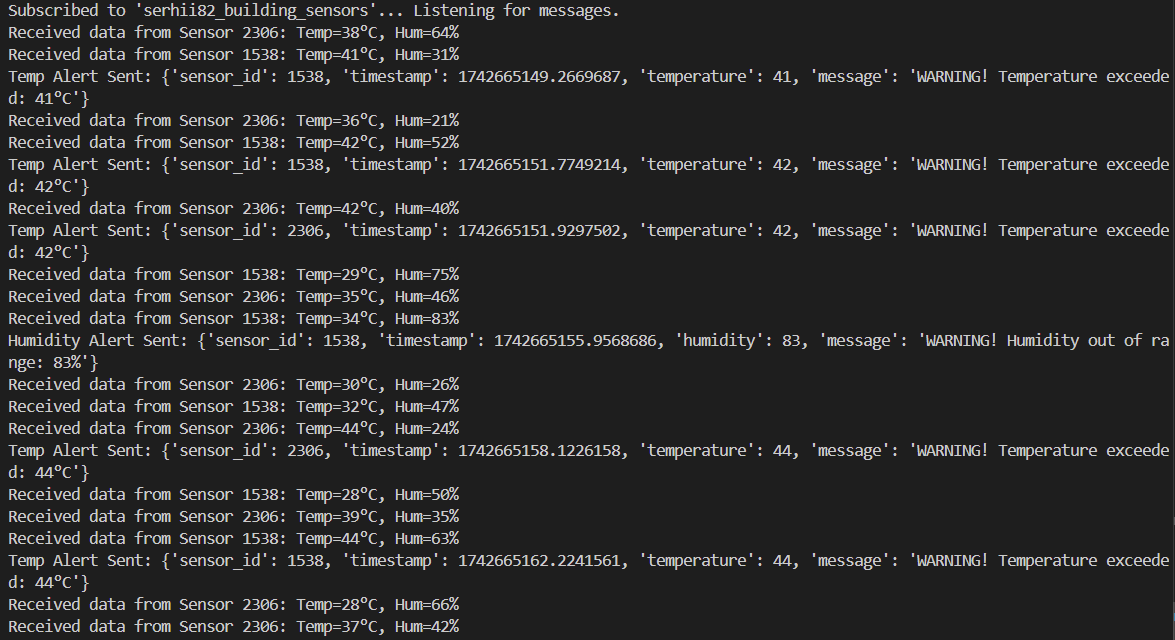 Subscribed to 'serhii82_building_sensors'... Listening for messages.
Received data from Sensor 2306: Temp=38°C, Hum=64%
Received data from Sensor 1538: Temp=41°C, Hum=31%
Temp Alert Sent: {'sensor_id': 1538, 'timestamp': 1742665149.2669687, 'temperature': 41, 'message': 'WARNING! Temperature exceede
d: 41°C'}
Received data from Sensor 2306: Temp=36°C, Hum=21%
Received data from Sensor 1538: Temp=42°C, Hum=52%
Temp Alert Sent: {'sensor_id': 1538, 'timestamp': 1742665151.7749214, 'temperature': 42, 'message': 'WARNING! Temperature exceede
d: 42°C'}
Received data from Sensor 2306: Temp=42°C, Hum=40%
Temp Alert Sent: {'sensor_id': 2306, 'timestamp': 1742665151.9297502, 'temperature': 42, 'message': 'WARNING! Temperature exceede
d: 42°C'}
Received data from Sensor 1538: Temp=29°C, Hum=75%
Received data from Sensor 2306: Temp=35°C, Hum=46%
Received data from Sensor 1538: Temp=34°C, Hum=83%
Humidity Alert Sent: {'sensor_id': 1538, 'timestamp': 1742665155.9568686, 'humidity': 83, 'message': 'WARNING! Humidity out of ra
nge: 83%'}
Received data from Sensor 2306: Temp=30°C, Hum=26%
Received data from Sensor 1538: Temp=32°C, Hum=47%
Received data from Sensor 2306: Temp=44°C, Hum=24%
Temp Alert Sent: {'sensor_id': 2306, 'timestamp': 1742665158.1226158, 'temperature': 44, 'message': 'WARNING! Temperature exceede
d: 44°C'}
Received data from Sensor 1538: Temp=28°C, Hum=50%
Received data from Sensor 2306: Temp=39°C, Hum=35%
Received data from Sensor 1538: Temp=44°C, Hum=63%
Temp Alert Sent: {'sensor_id': 1538, 'timestamp': 1742665162.2241561, 'temperature': 44, 'message': 'WARNING! Temperature exceede
d: 44°C'}
Received data from Sensor 2306: Temp=28°C, Hum=66%
Received data from Sensor 2306: Temp=37°C, Hum=42%